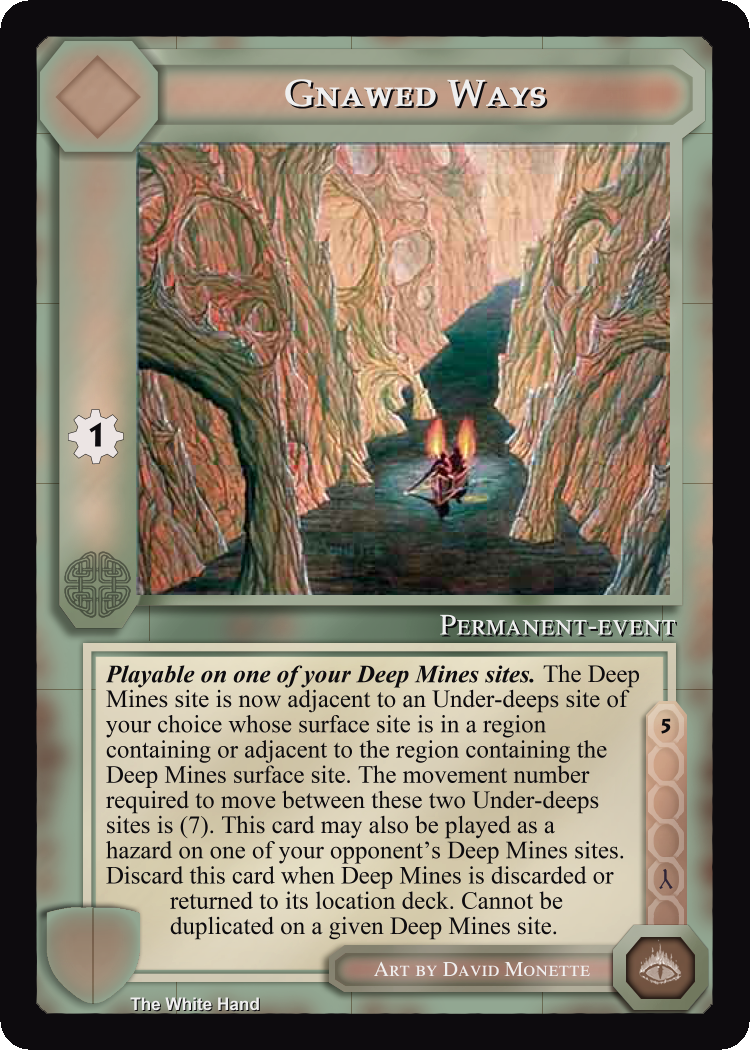 Gnawed Ways
1
Permanent-event
Playable on one of your Deep Mines sites. The Deep
Mines site is now adjacent to an Under-deeps site of
your choice whose surface site is in a region
containing or adjacent to the region containing the
Deep Mines surface site. The movement number
required to move between these two Under-deeps
sites is (7). This card may also be played as a
hazard on one of your opponent’s Deep Mines sites.
Discard this card when Deep Mines is discarded or
returned to its location deck. Cannot be
duplicated on a given Deep Mines site.
5
Art by David Monette
The White Hand